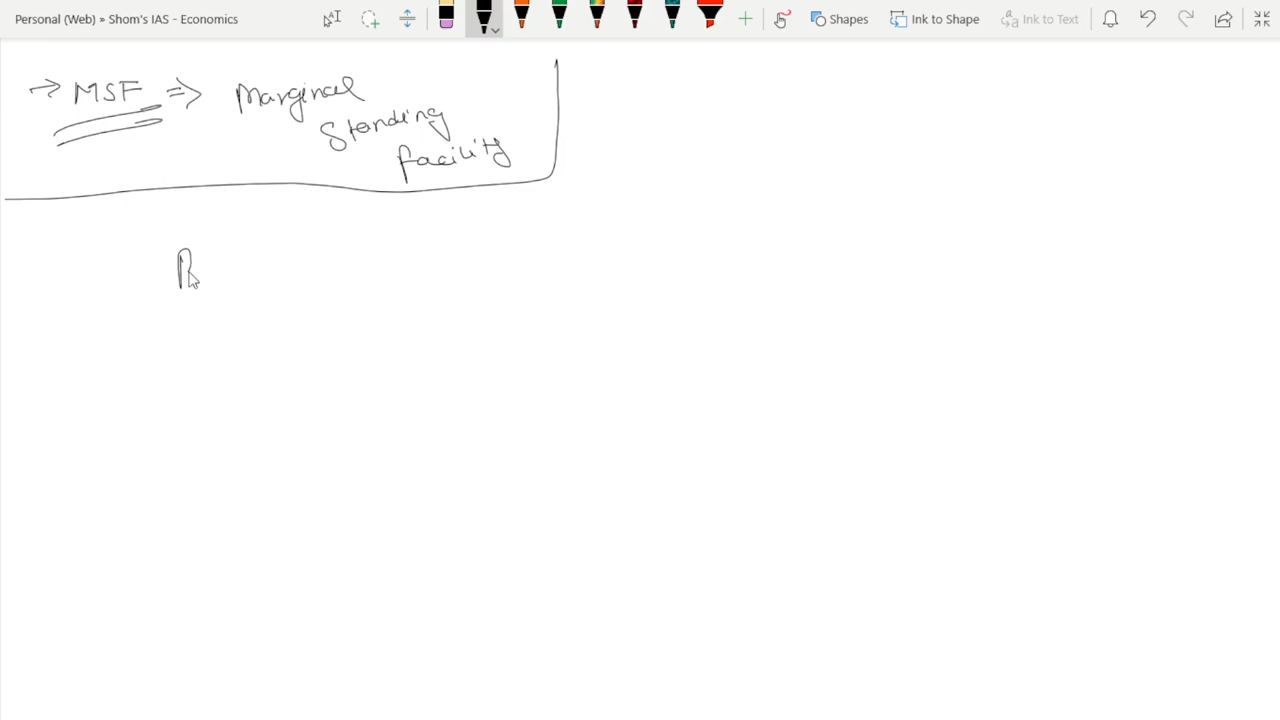 Personal (Web) » Shom's IAS - Economics
Shapes
Ink to Shape
Ink to Text
→ MSF ⇒ Marginal
Standing
facility